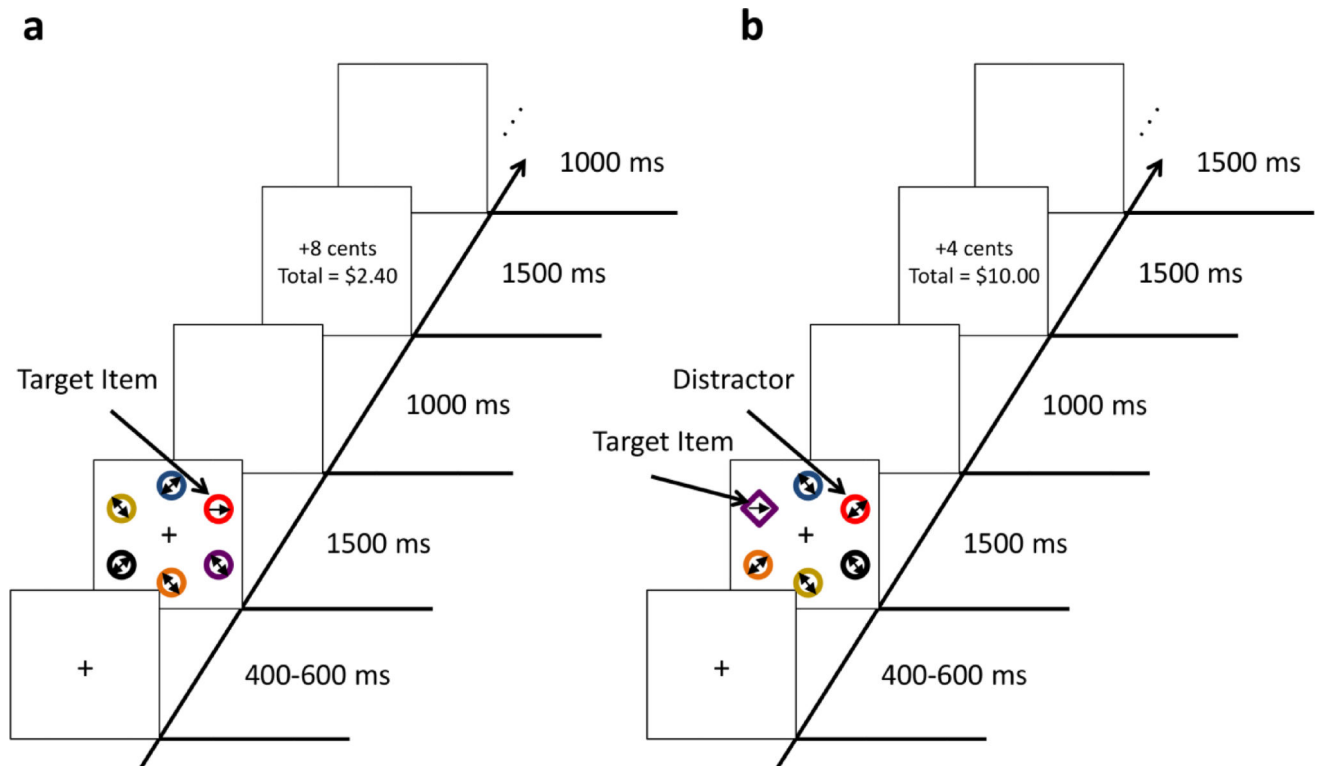 a
1000 ms
+8 cents
Total = $2.40
1500 ms
Target Item
1000 ms
+
1500 ms
+
400-600 ms
b
1500 ms
+4 cents
Total = $10.00
1500 ms
Distractor
Target Item
1000 ms
+
1500 ms
+
400-600 ms